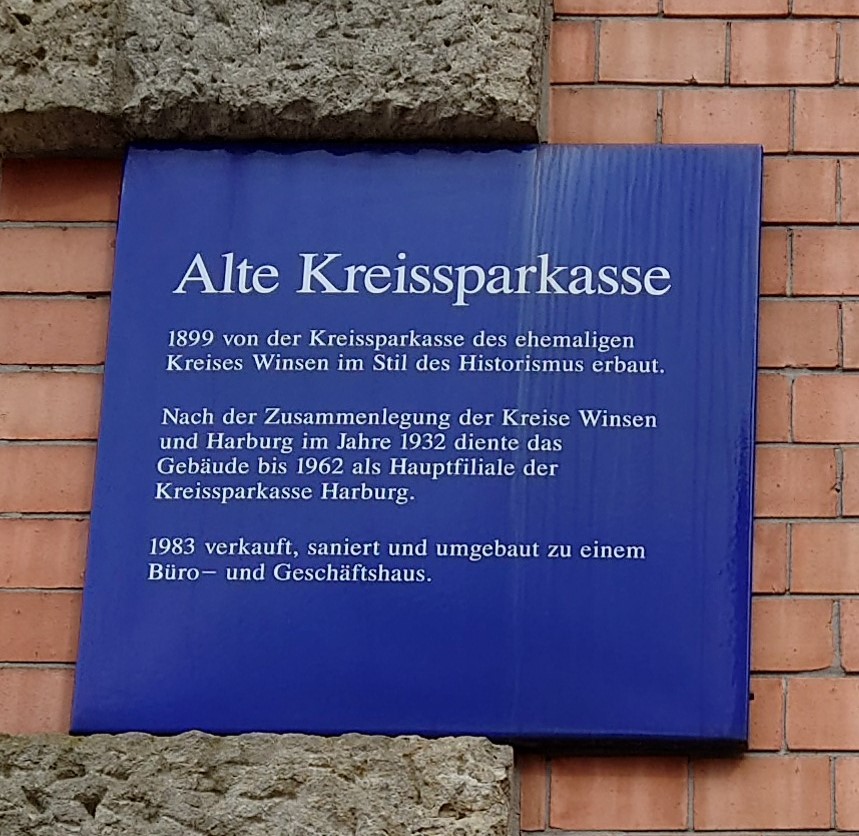 Alte Kreissparkasse
1899 von der Kreissparkasse des ehemaligen
Kreises Winsen im Stil des Historismus erbaut.
Nach der Zusammenlegung der Kreise Winsen
und Harburg im Jahre 1932 diente das
Gebäude bis 1962 als Hauptfiliale der
Kreissparkasse Harburg.
1983 verkauft, saniert und umgebaut zu einem
Büro– und Geschäftshaus.